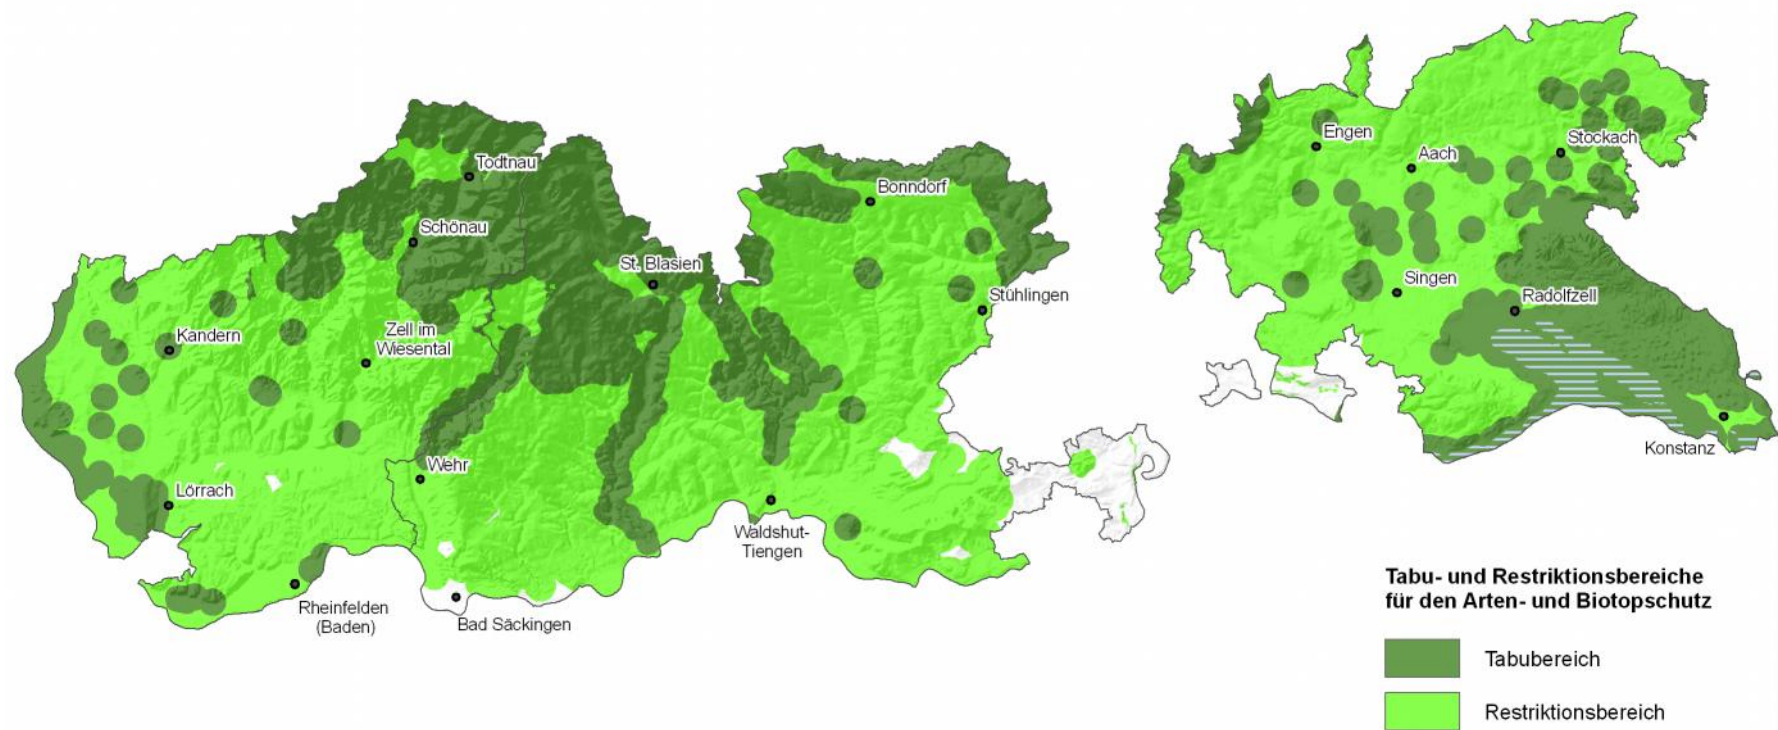 Todtnau
Schönau
Bonndorf
St. Blasien
Stühlingen
Kandern
Zell im
Wiesental
Wehr
Lörrach
Waldshut-
Tiengen
Rheinfelden
(Baden)
Bad Säckingen
Engen
Aach
Stockach
Singen
Radolfzell
Konstanz
Tabu- und Restriktionsbereiche
für den Arten- und Biotopschutz
Tabubereich
Restriktionsbereich